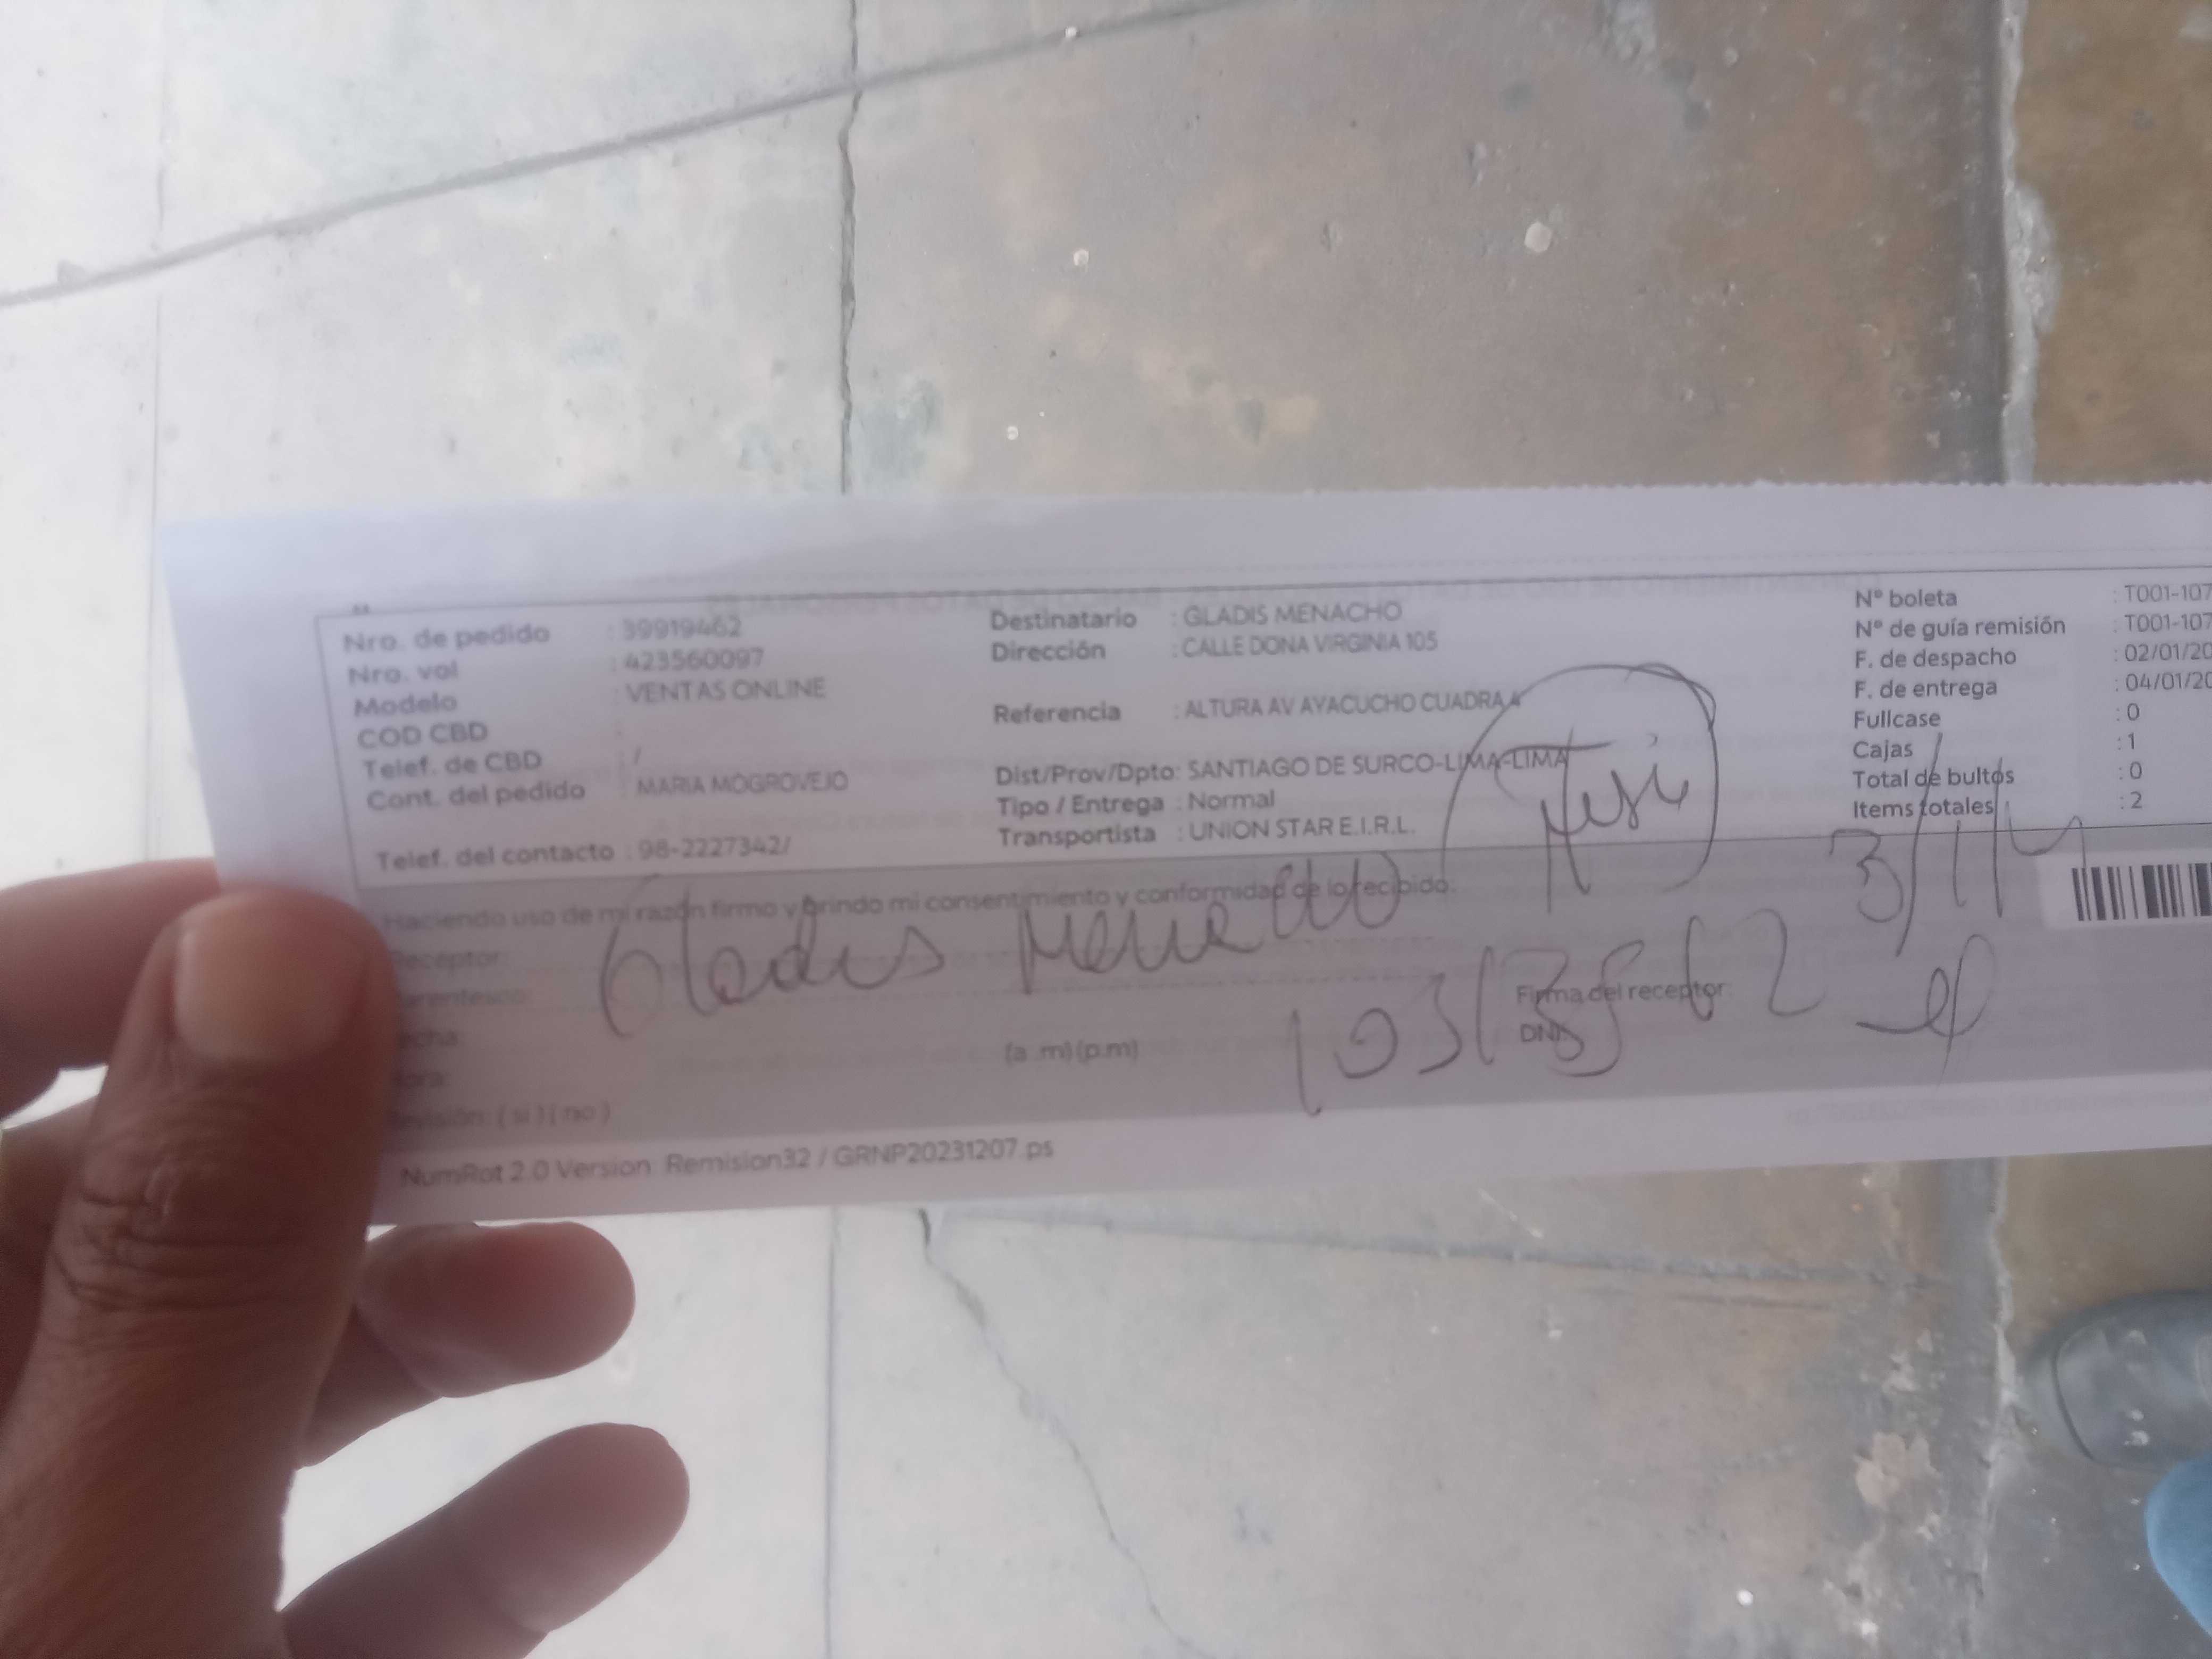 Nro. de pedido : 39919462
Nro. vol : 423560097
Modelo : VENTAS ONLINE
COD CBD :
Telef. de CBD : /
Cont. del pedido : MARIA MOGROVEJO
Telef. del contacto : 98-2227342/
Destinatario : GLADIS MENACHO
Dirección : CALLE DONA VIRGINIA 105
Referencia : ALTURA AV AYACUCHO CUADRA 4
Dist/Prov/Dpto: SANTIAGO DE SURCO-LIMA-LIMA
Tipo / Entrega : Normal
Transportista : UNION STAR E.I.R.L.
Nº boleta : T001-107
Nº de guía remisión : T001-107
F. de despacho : 02/01/20
F. de entrega : 04/01/20
Fullcase : 0
Cajas : 1
Total de bultos : 0
Items totales : 2
Haciendo uso de mi razón firmo y brindo mi consentimiento y conformidad de lo recibido:
Receptor:
Gladis Menacho
(a .m) (p.m)
Firma del receptor:
DNI:
( si ) ( no )
NumRot 2.0 Version: Remision32 / GRNP20231207.ps